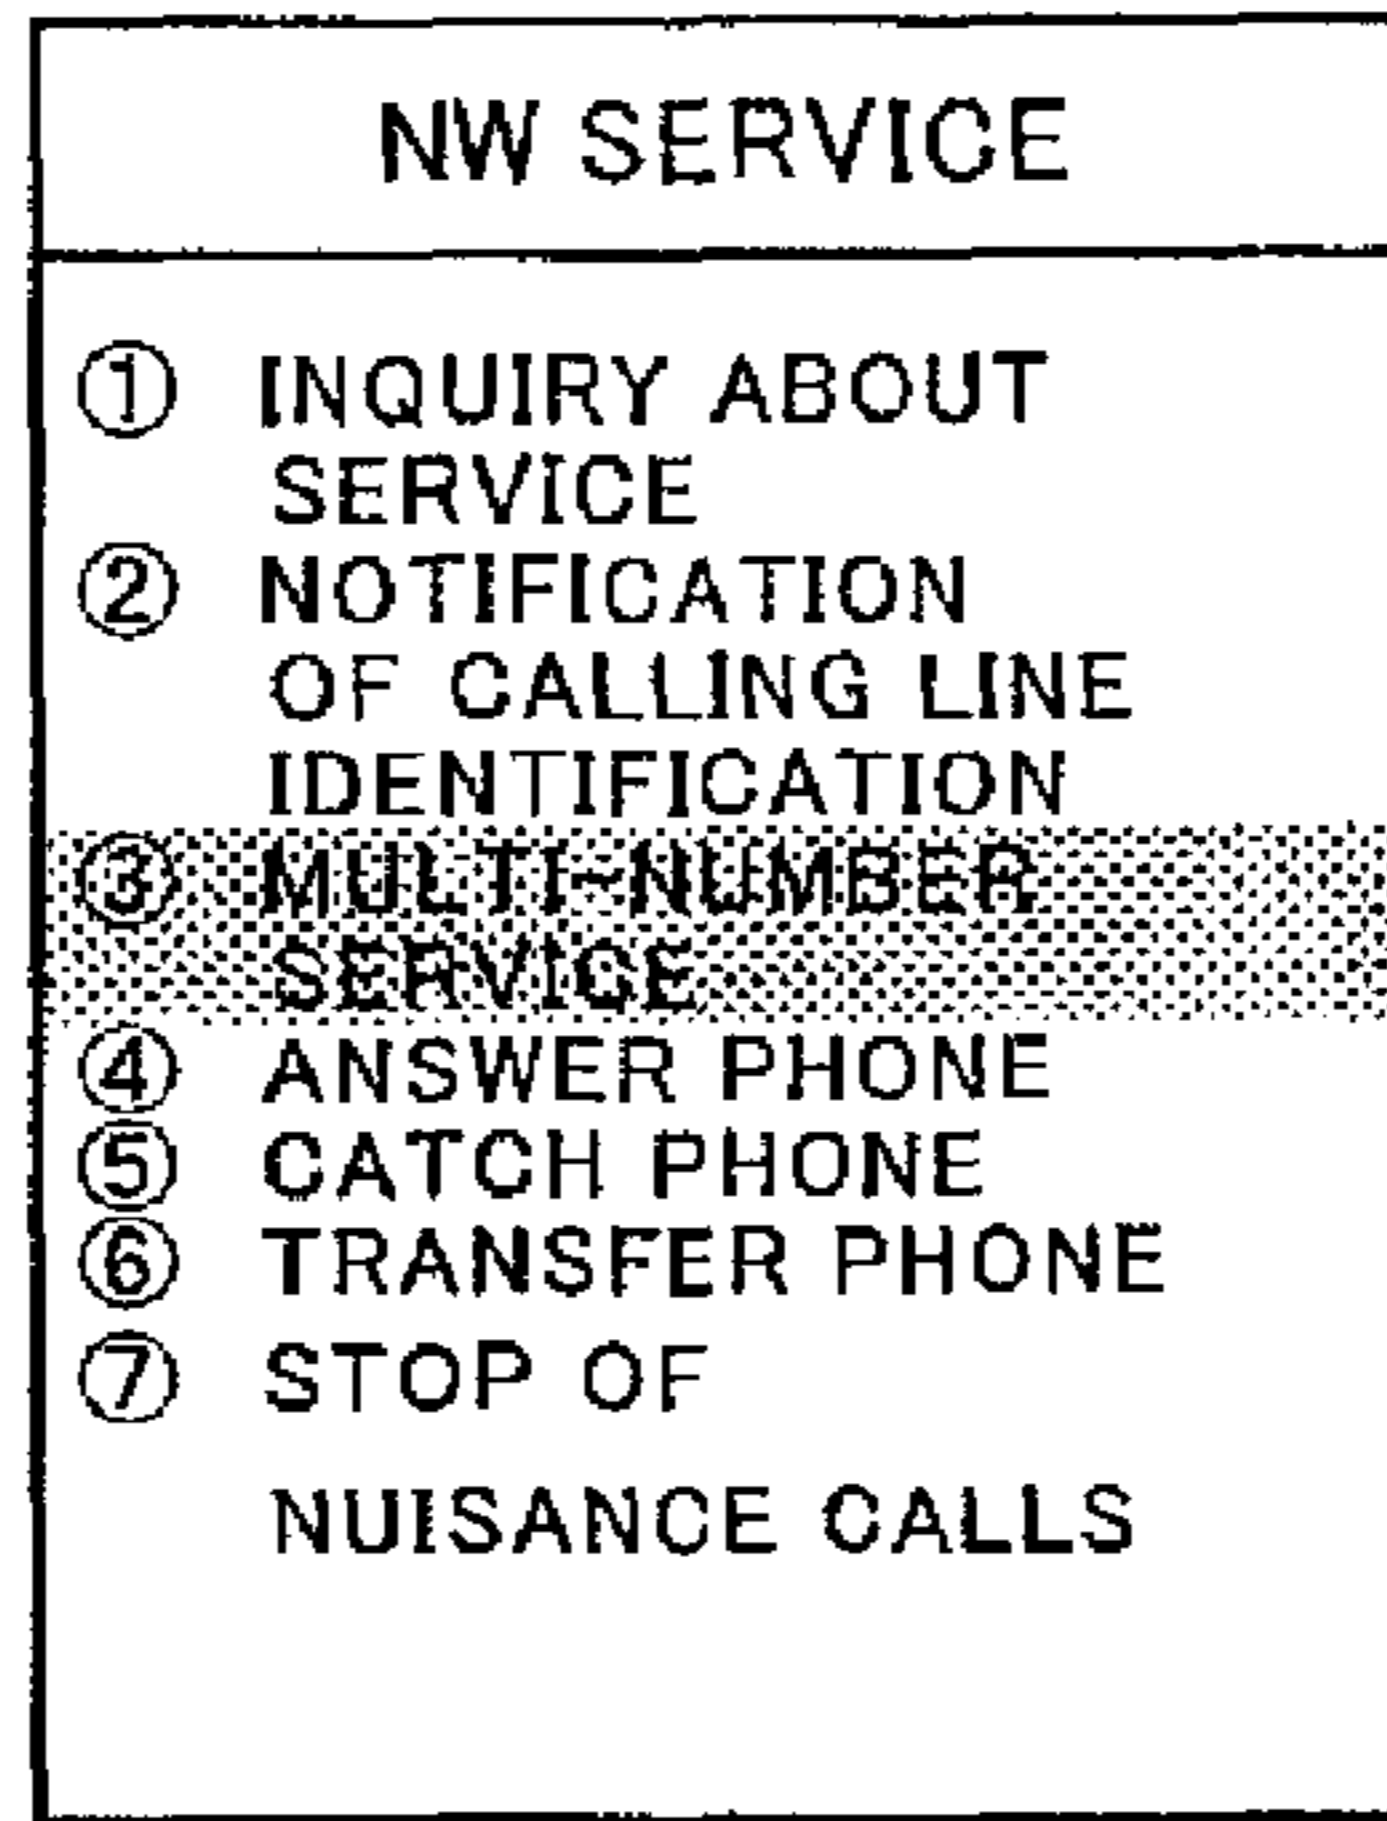 NW SERVICE
① INQUIRY ABOUT
SERVICE
② NOTIFICATION
OF CALLING LINE
IDENTIFICATION
③ MULTI-NUMBER
SERVICE
④ ANSWER PHONE
⑤ CATCH PHONE
⑥ TRANSFER PHONE
⑦ STOP OF
NUISANCE CALLS